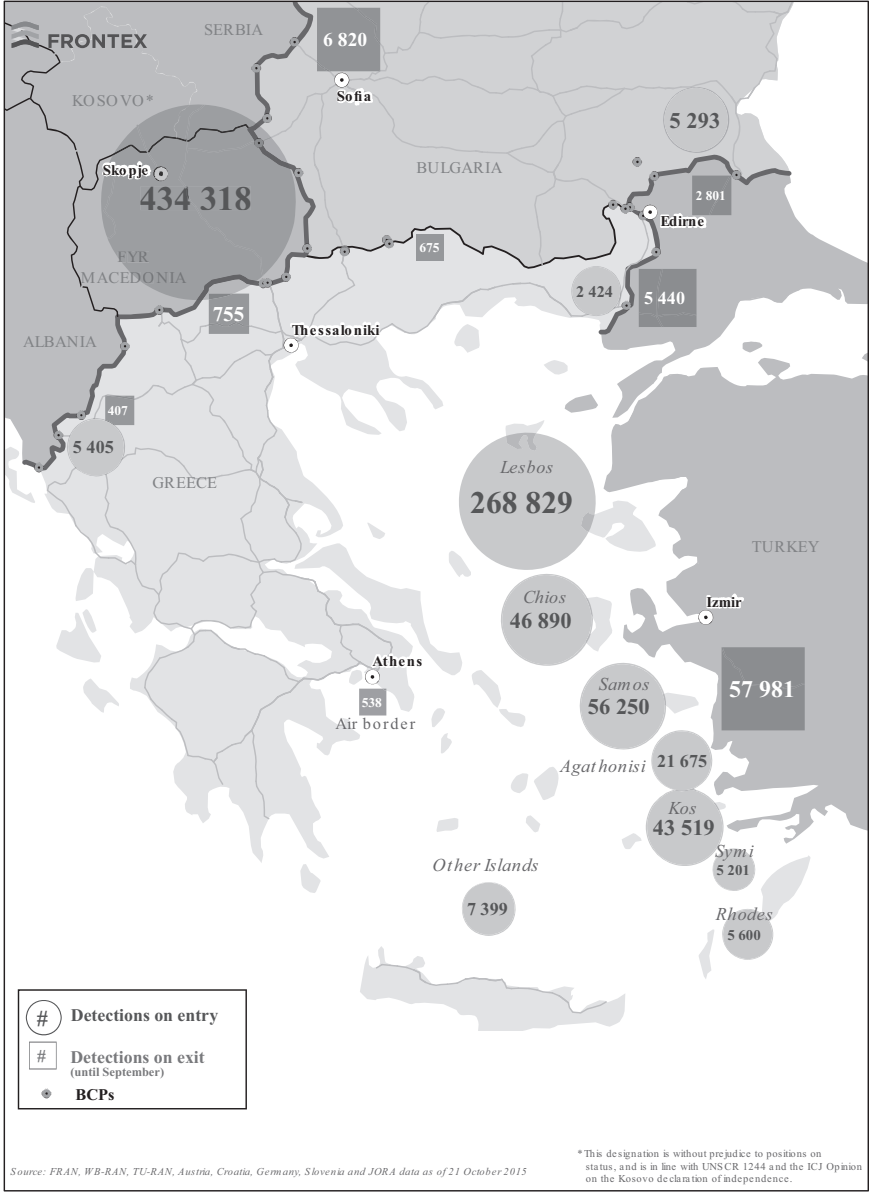 FRONTEX
SERBIA
6 820
Sofia
KOSOVO*
5 293
Skopje
434 318
BULGARIA
2 801
Edirne
FYR
MACEDONIA
675
2 424
5 440
755
Thessaloniki
ALBANIA
407
5 405
GREECE
Lesbos
268 829
TURKEY
Chios
46 890
Izmir
Athens
538
Air border
Samos
56 250
57 981
Agathonisi
21 675
Kos
43 519
Symi
5 201
Other Islands
7 399
Rhodes
5 600
# Detections on entry
# Detections on exit
(until September)
BCPs
*This designation is without prejudice to positions on
status, and is in line with UNSCR 1244 and the ICJ Opinion
on the Kosovo declaration of independence.
Source: FRAN, WB-RAN, TU-RAN, Austria, Croatia, Germany, Slovenia and JORA data as of 21 October 2015